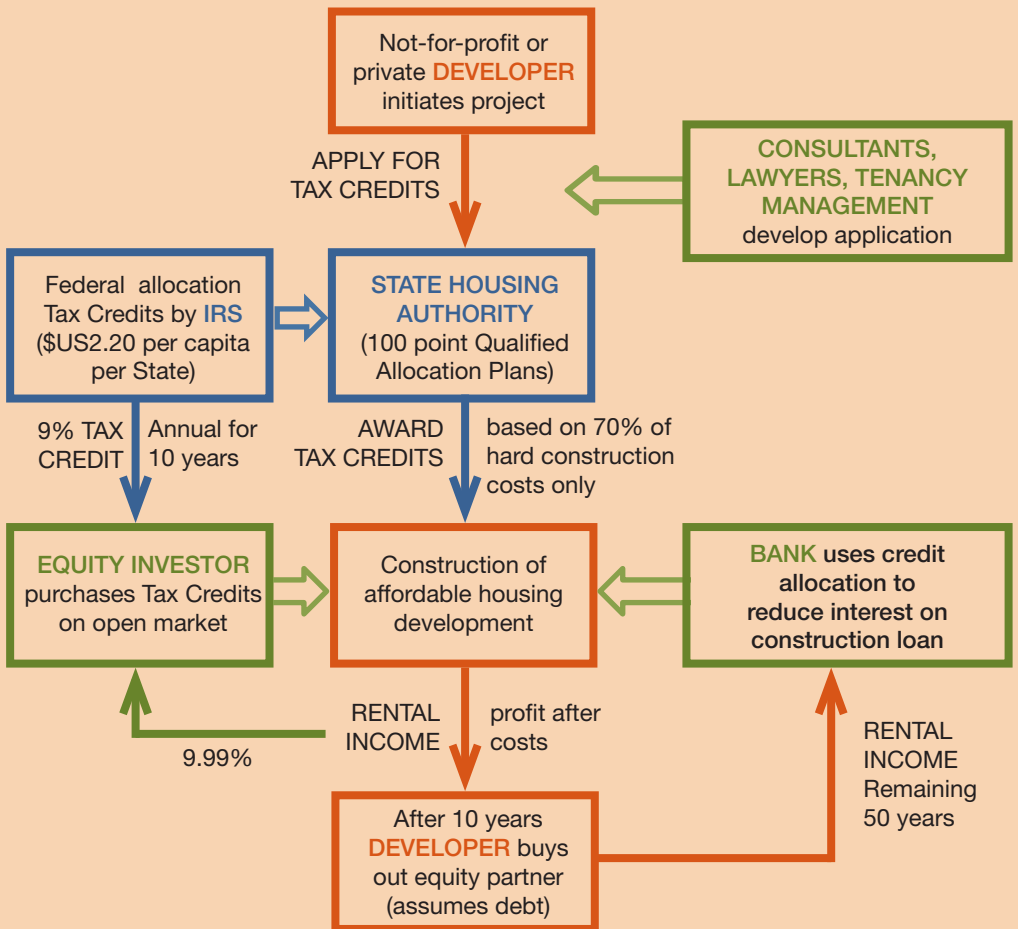 Not-for-profit or
private DEVELOPER
initiates project
APPLY FOR
TAX CREDITS
CONSULTANTS,
LAWYERS, TENANCY
MANAGEMENT
develop application
Federal allocation
Tax Credits by IRS
($US2.20 per capita
per State)
STATE HOUSING
AUTHORITY
(100 point Qualified
Allocation Plans)
9% TAX
CREDIT
Annual for
10 years
AWARD
TAX CREDITS
based on 70% of
hard construction
costs only
EQUITY INVESTOR
purchases Tax Credits
on open market
Construction of
affordable housing
development
BANK uses credit
allocation to
reduce interest on
construction loan
9.99%
RENTAL
INCOME
profit after
costs
RENTAL
INCOME
Remaining
50 years
After 10 years
DEVELOPER buys
out equity partner
(assumes debt)